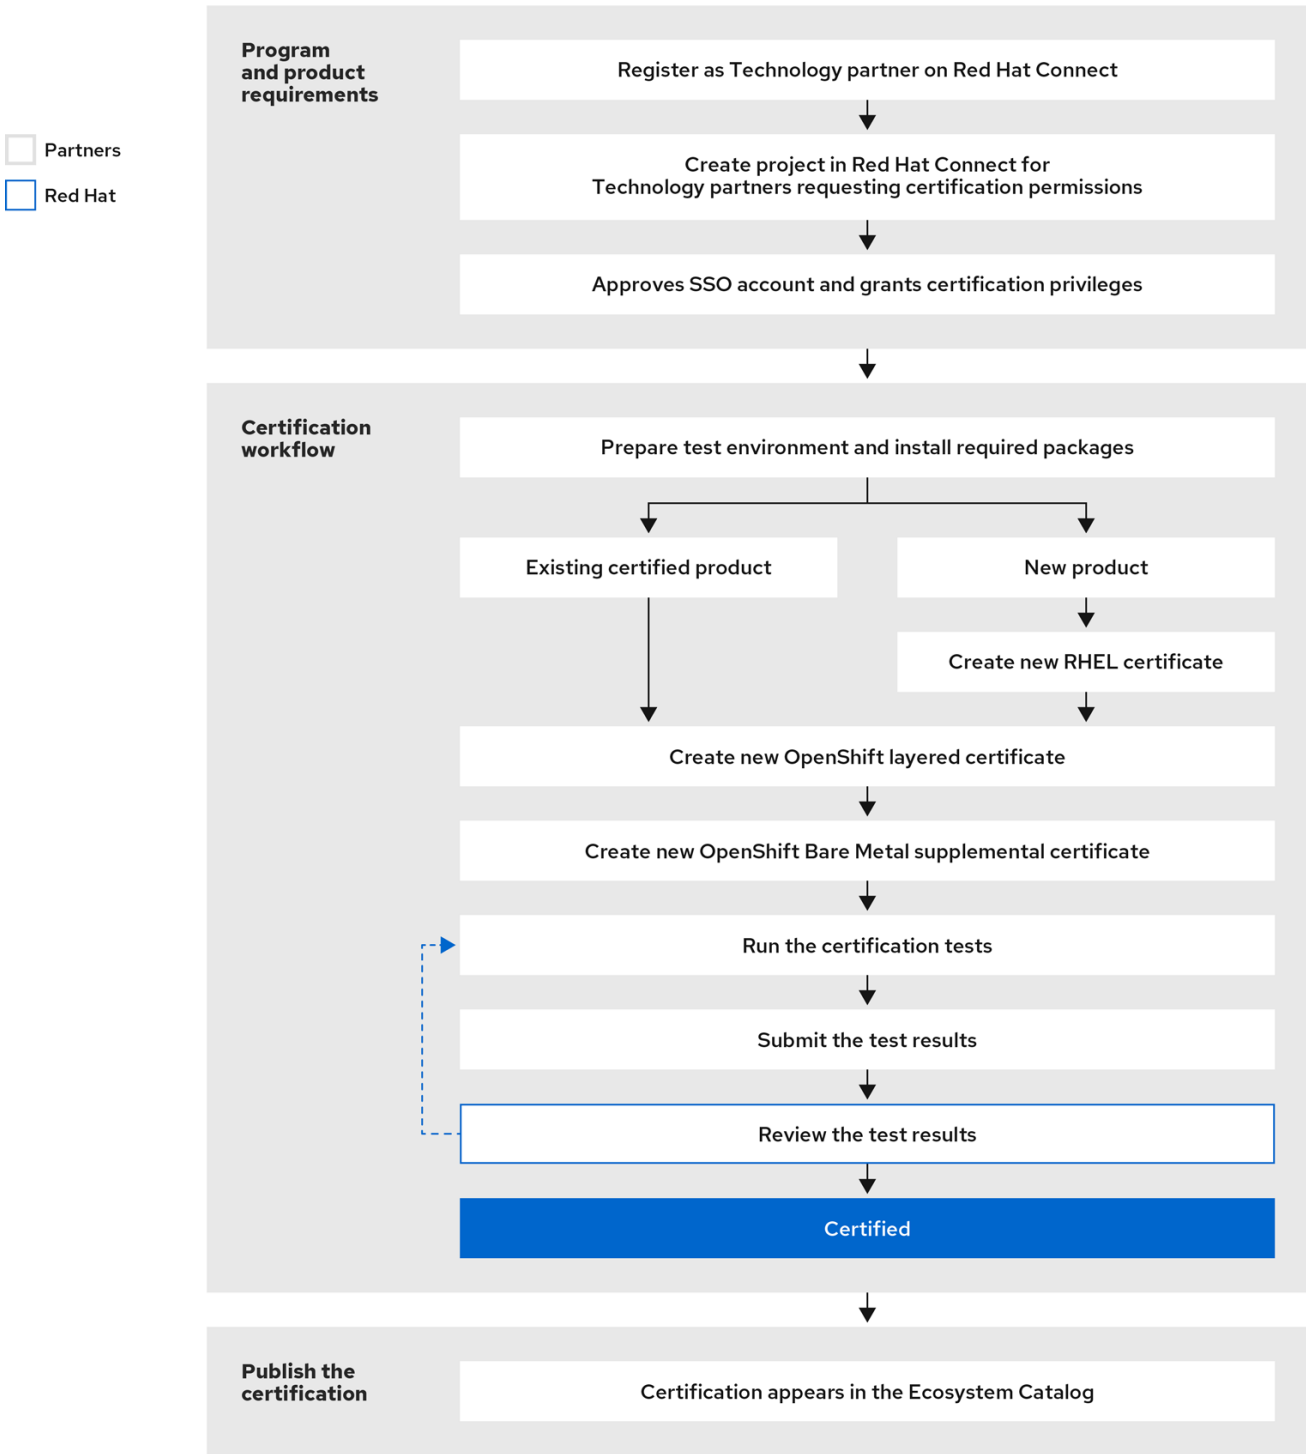 Program
and product
requirements
Register as Technology partner on Red Hat Connect
Partners
Red Hat
Create project in Red Hat Connect for
Technology partners requesting certification permissions
Approves SSO account and grants certification privileges
Certification
workflow
Prepare test environment and install required packages
Existing certified product
New product
Create new RHEL certificate
Create new OpenShift layered certificate
Create new OpenShift Bare Metal supplemental certificate
Run the certification tests
Submit the test results
Review the test results
Certified
Publish the
certification
Certification appears in the Ecosystem Catalog